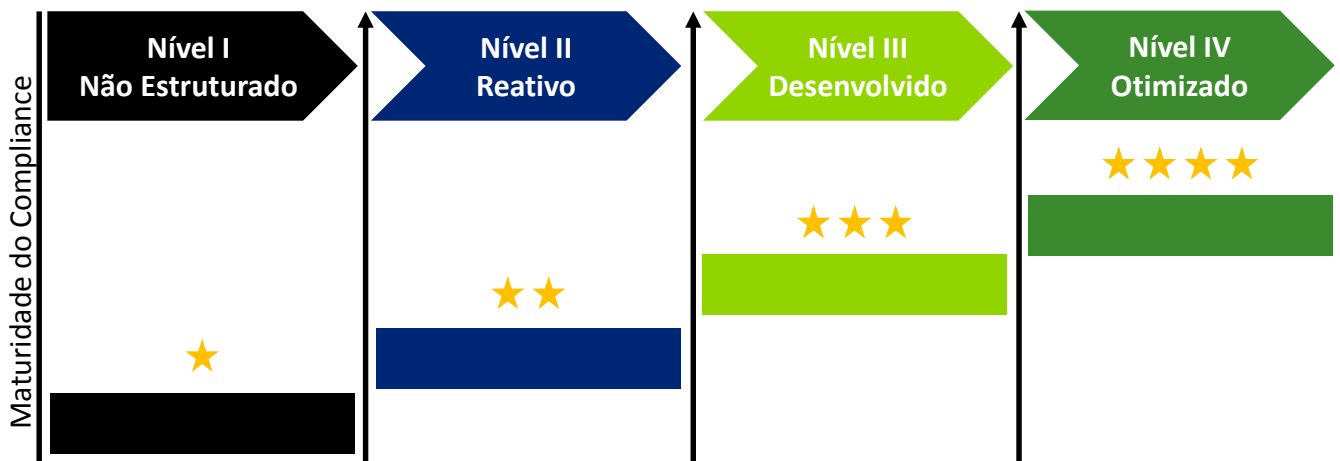 Nível I
Não Estruturado
Nível II
Reativo
Nível III
Desenvolvido
Nível IV
Otimizado
Maturidade do Compliance